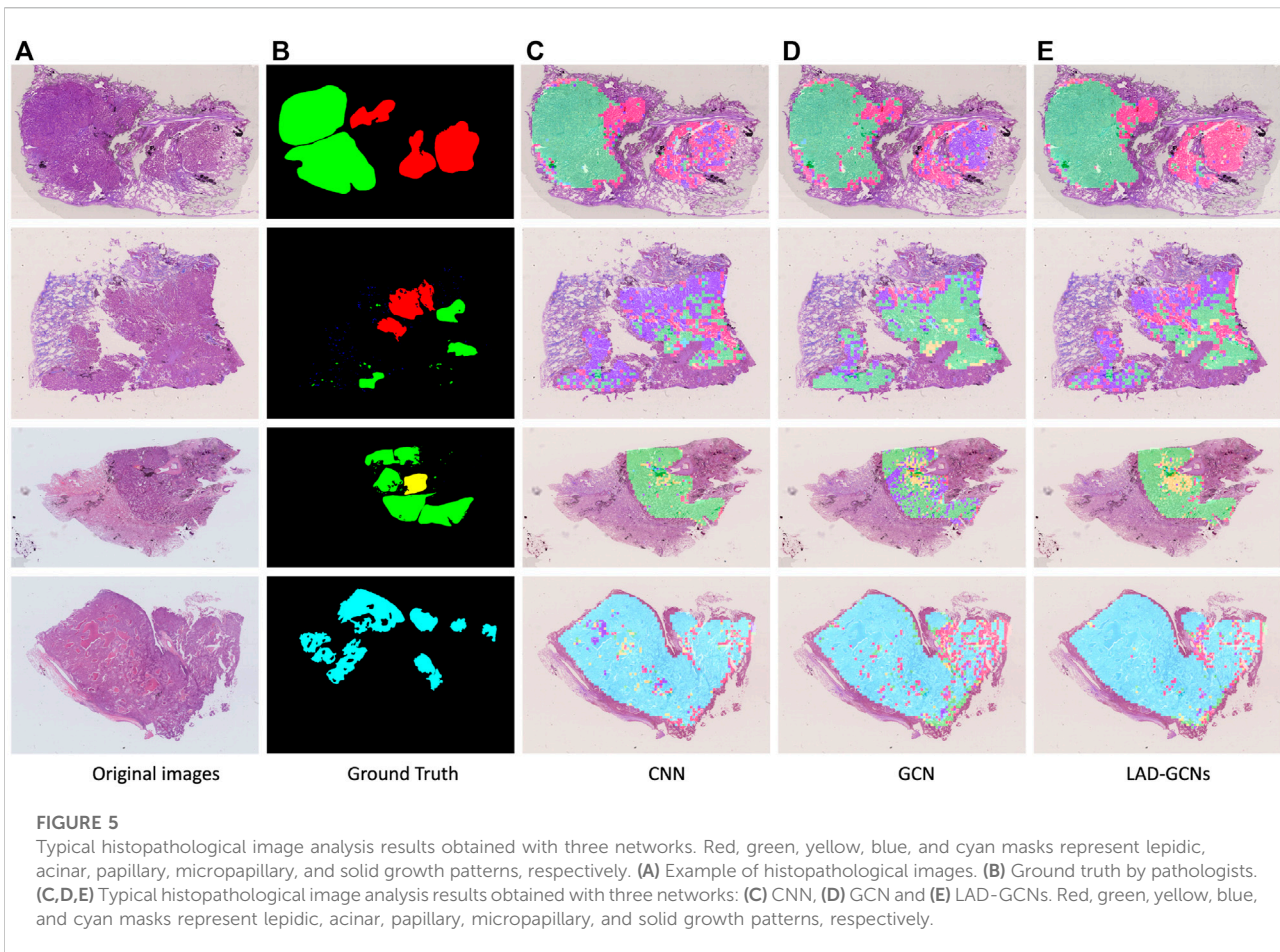 A
B
C
D
E
Original images
Ground Truth
CNN
GCN
LAD-GCNs
FIGURE 5
Typical histopathological image analysis results obtained with three networks. Red, green, yellow, blue, and cyan masks represent lepidic,
acinar, papillary, micropapillary, and solid growth patterns, respectively. (A) Example of histopathological images. (B) Ground truth by pathologists.
(C,D,E) Typical histopathological image analysis results obtained with three networks: (C) CNN, (D) GCN and (E) LAD-GCNs. Red, green, yellow, blue,
and cyan masks represent lepidic, acinar, papillary, micropapillary, and solid growth patterns, respectively.